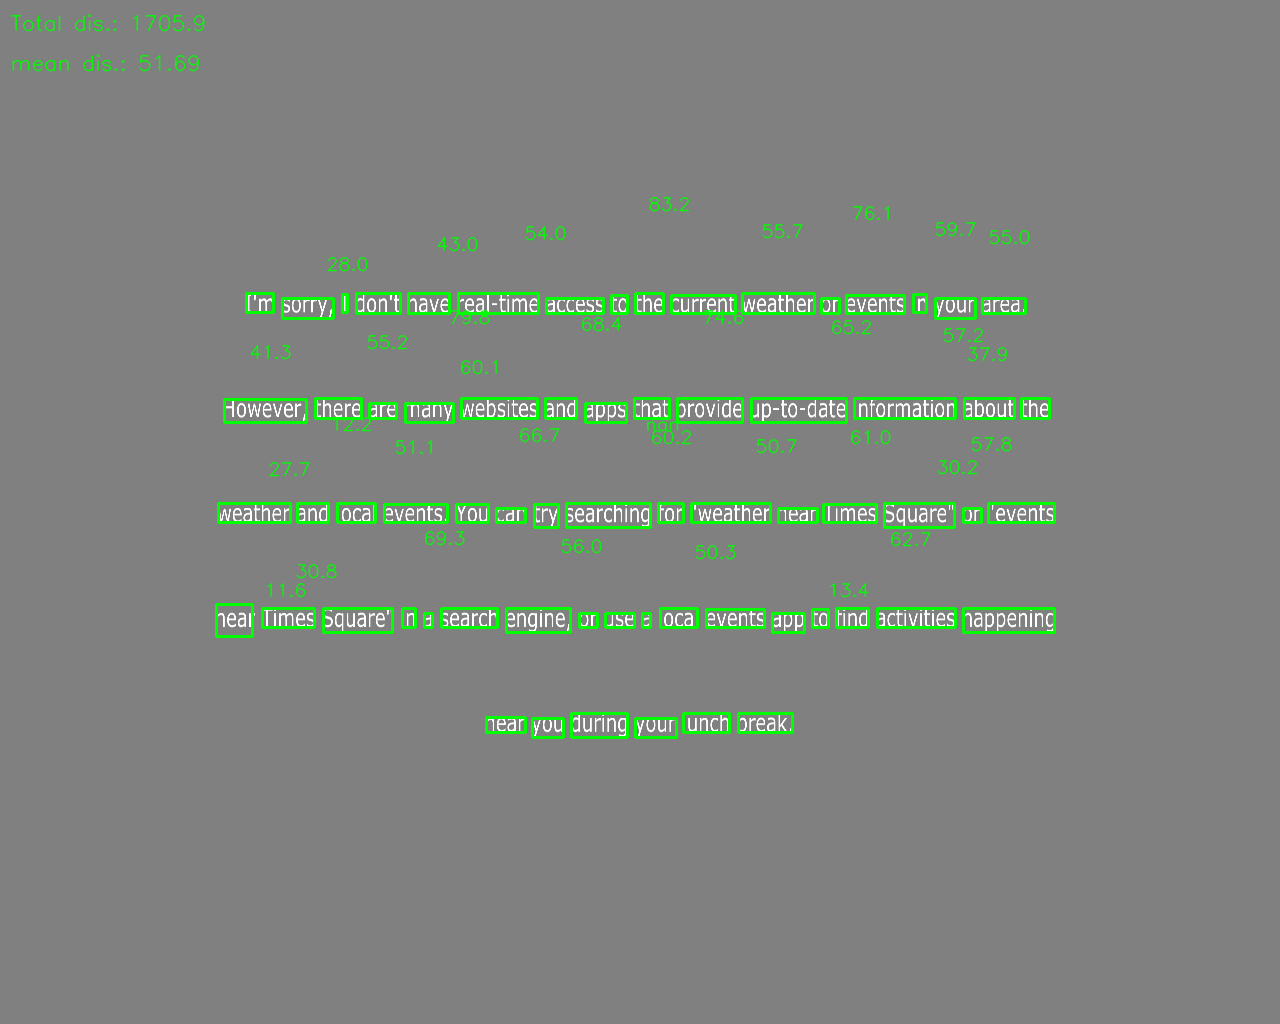 Total dis.: 1705.9
mean dis.: 51.69
83.2
76.1
54.0 55.7 59.7 55.0
28.0 43.0
I'm sorry, I don't have real-time access to the current weather or events in your area.
79.8 68.4 74.6 65.2
41.3 55.2 60.1 57.2 37.9
However, there are many websites and apps that provide up-to-date information about the
12.2 51.1 66.7 nan 60.2 50.7 61.0 57.8
27.7 30.2
weather and local events. You can try searching for "weather near Times Square" or "events
69.3 56.0 50.3 62.7
11.6 30.8 13.4
near Times Square" in a search engine, or use a local events app to find activities happening
near you during your lunch break.